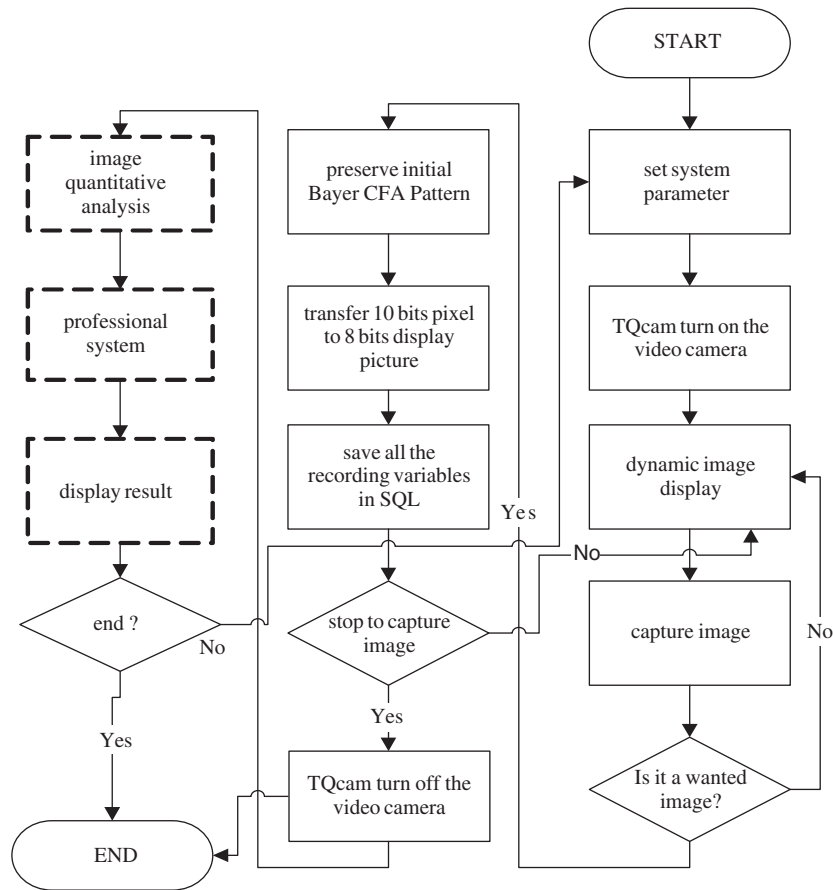 START
set system
parameter
TQcam turn on the
video camera
dynamic image
display
capture image
Is it a wanted
image?
No
Yes
preserve initial
Bayer CFA Pattern
transfer 10 bits pixel
to 8 bits display
picture
save all the
recording variables
in SQL
stop to capture
image
No
Yes
TQcam turn off the
video camera
image
quantitative
analysis
professional
system
display result
end ?
No
Yes
END